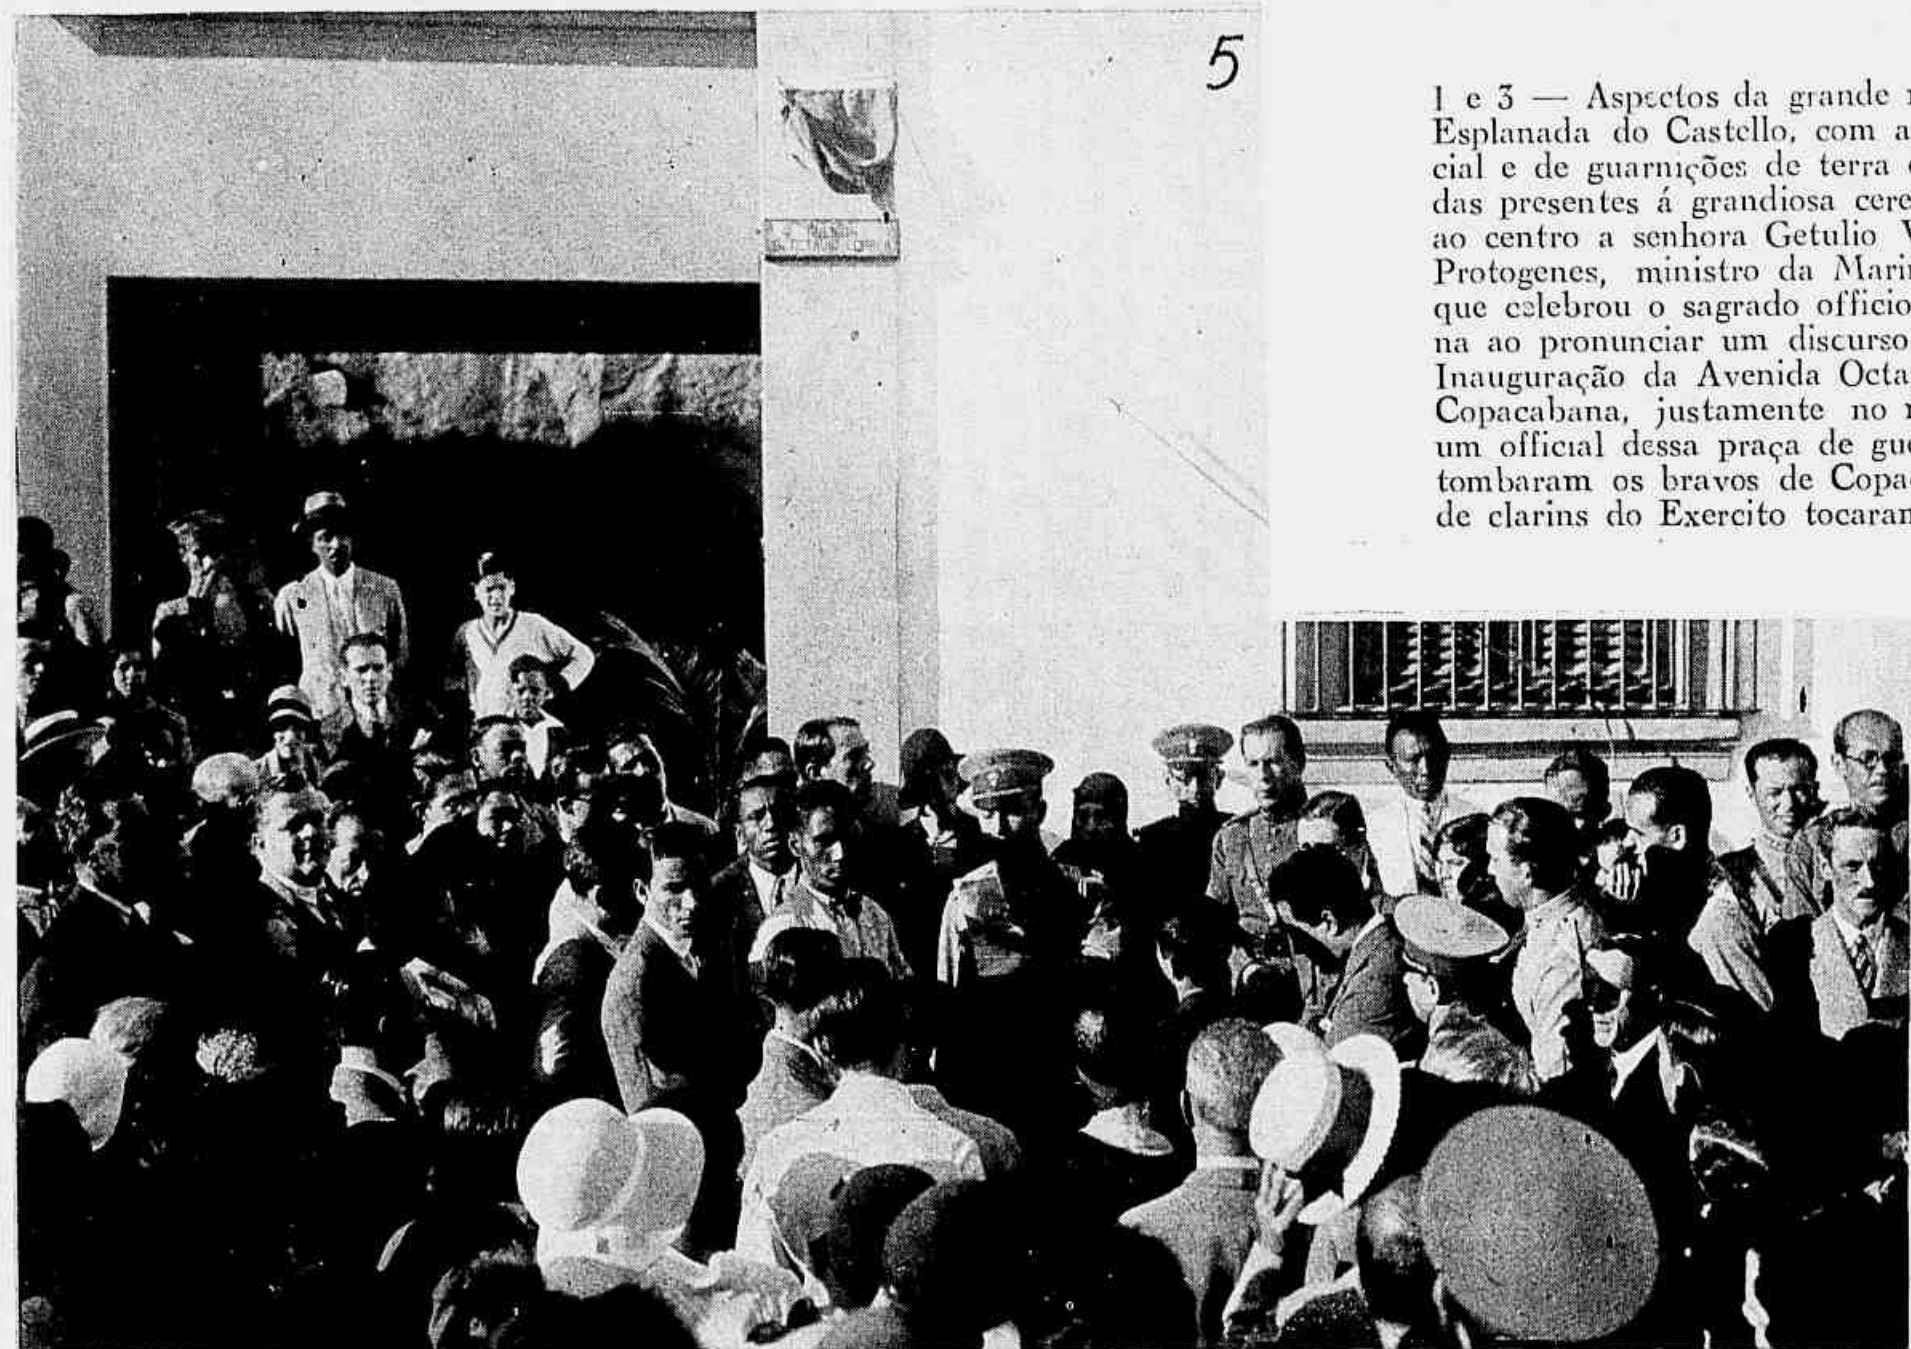 5
1 e 3 — Aspectos da grande
Esplanada do Castello, com a
cial e de guarnições de terra
das presentes á grandiosa cere
ao centro a senhora Getulio V
Protogenes, ministro da Mari
que celebrou o sagrado officio
na ao pronunciar um discurso
Inauguração da Avenida Octa
Copacabana, justamente no
um official dessa praça de gue
tombaram os bravos de Copa
de clarins do Exercito tocaram